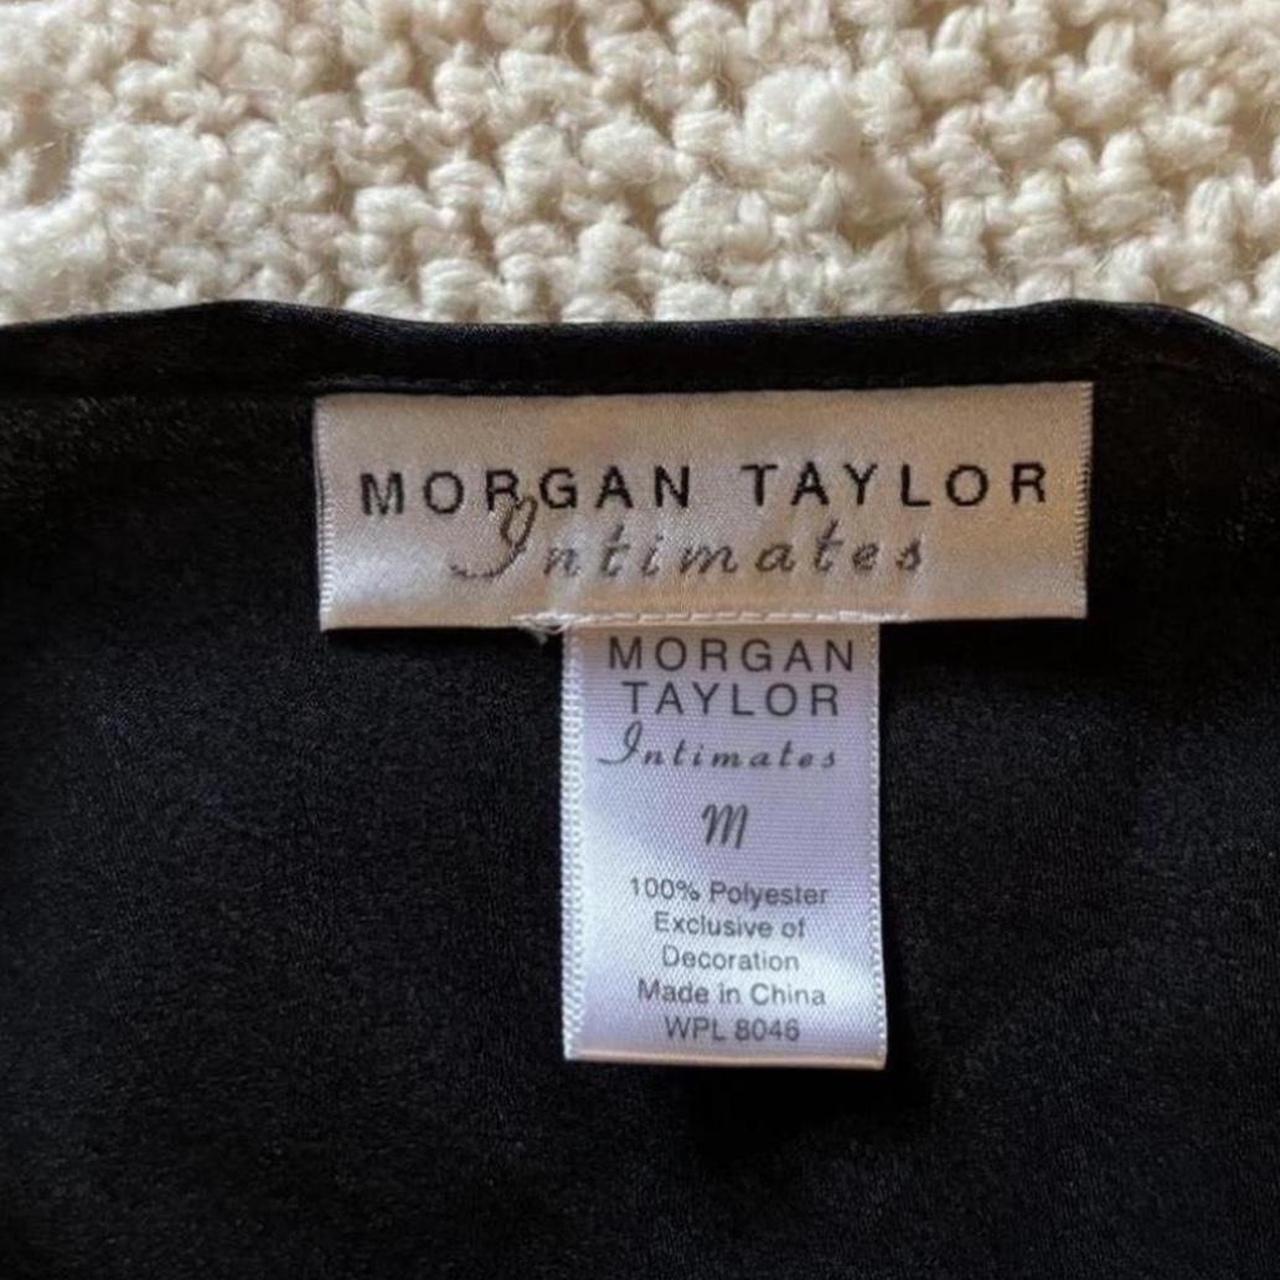 MORGAN TAYLOR
Intimates
MORGAN
TAYLOR
Intimates
M
100% Polyester
Exclusive of
Decoration
Made in China
WPL 8046